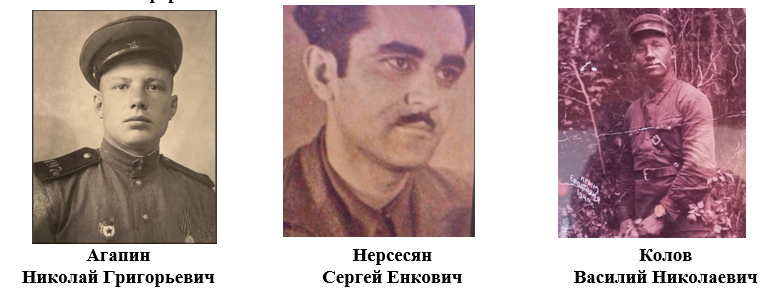 Агапин
Николай Григорьевич
Нерсесян
Сергей Енкович
Колов
Василий Николаевич